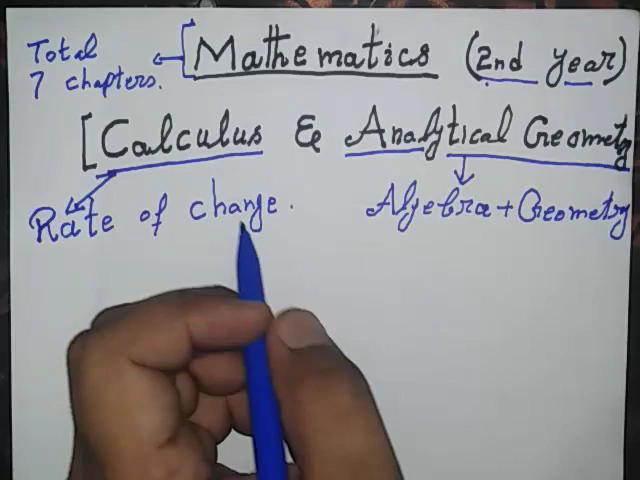 Total
7 chapters.
[Mathematics (2nd year)
[Calculus & Analytical Geometry
Rate of change.
Algebra + Geometry